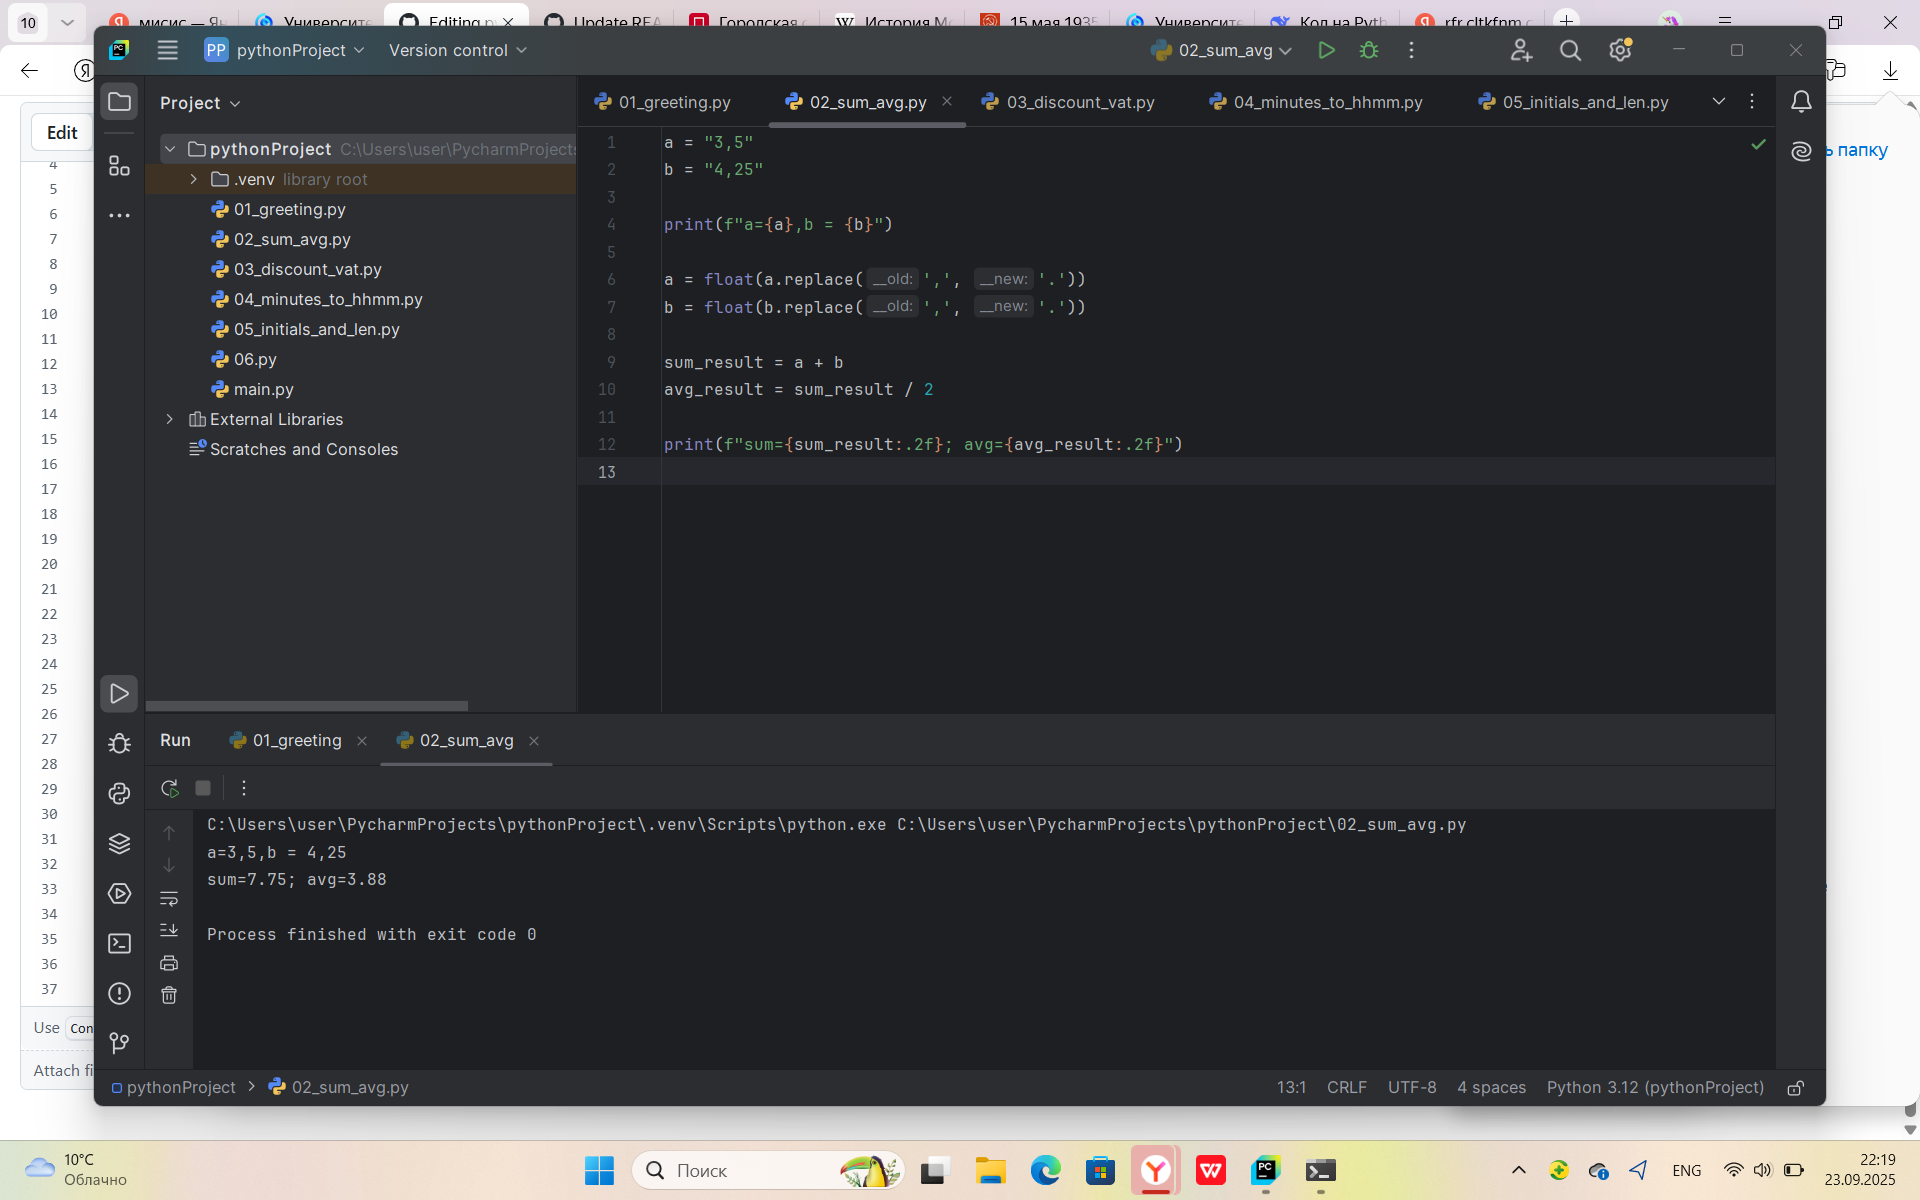 10
мисис — Ян
Университе
Editing py
Update REA
Городская
История Мо
15 мая 1935
Университе
Код на Pyth
rfr cltkfnm c
PP pythonProject
Version control
02_sum_avg
Edit
ь папку
Project
01_greeting.py
02_sum_avg.py
03_discount_vat.py
04_minutes_to_hhmm.py
05_initials_and_len.py
pythonProject C:\Users\user\PycharmProjects
.venv library root
01_greeting.py
02_sum_avg.py
03_discount_vat.py
04_minutes_to_hhmm.py
05_initials_and_len.py
06.py
main.py
External Libraries
Scratches and Consoles
1 a = "3,5"
2 b = "4,25"
3
4 print(f"a={a},b = {b}")
5
6 a = float(a.replace( __old: ',', __new: '.'))
7 b = float(b.replace( __old: ',', __new: '.'))
8
9 sum_result = a + b
10 avg_result = sum_result / 2
11
12 print(f"sum={sum_result:.2f}; avg={avg_result:.2f}")
13
4
5
6
7
8
9
10
11
12
13
14
15
16
17
18
19
20
21
22
23
24
25
26
27
28
29
30
31
32
33
34
35
36
37
Use Con
Attach fi
Run
01_greeting
02_sum_avg
C:\Users\user\PycharmProjects\pythonProject\.venv\Scripts\python.exe C:\Users\user\PycharmProjects\pythonProject\02_sum_avg.py
a=3,5,b = 4,25
sum=7.75; avg=3.88
Process finished with exit code 0
pythonProject > 02_sum_avg.py
13:1 CRLF UTF-8 4 spaces Python 3.12 (pythonProject)
10°C
Облачно
Поиск
ENG
22:19
23.09.2025